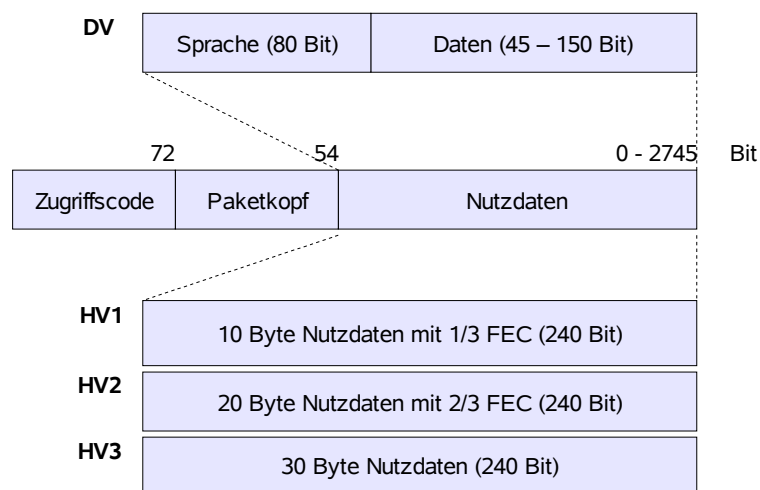 DV Sprache (80 Bit) Daten (45 – 150 Bit)
72 54 0 - 2745 Bit
Zugriffscode Paketkopf Nutzdaten
HV1 10 Byte Nutzdaten mit 1/3 FEC (240 Bit)
HV2 20 Byte Nutzdaten mit 2/3 FEC (240 Bit)
HV3 30 Byte Nutzdaten (240 Bit)